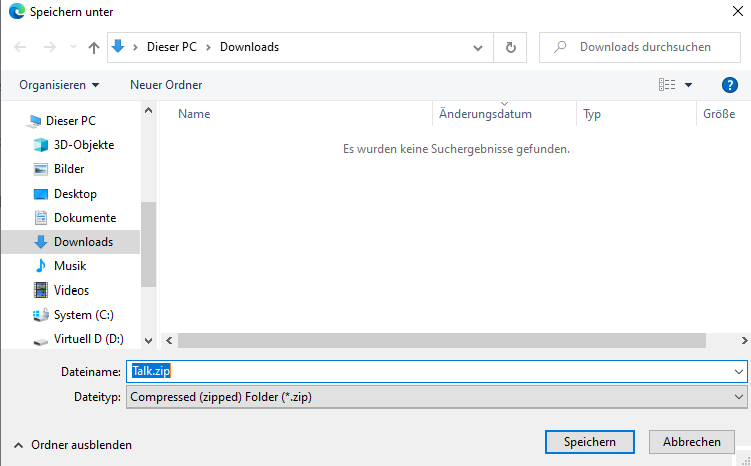 Speichern unter
Dieser PC Downloads
Downloads durchsuchen
Organisieren Neuer Ordner
?
Name Änderungsdatum Typ Größe
Es wurden keine Suchergebnisse gefunden.
Dieser PC
3D-Objekte
Bilder
Desktop
Dokumente
Downloads
Musik
Videos
System (C:)
Virtuell D (D:)
Dateiname: Talk.zip
Dateityp: Compressed (zipped) Folder (*.zip)
Ordner ausblenden
Speichern Abbrechen